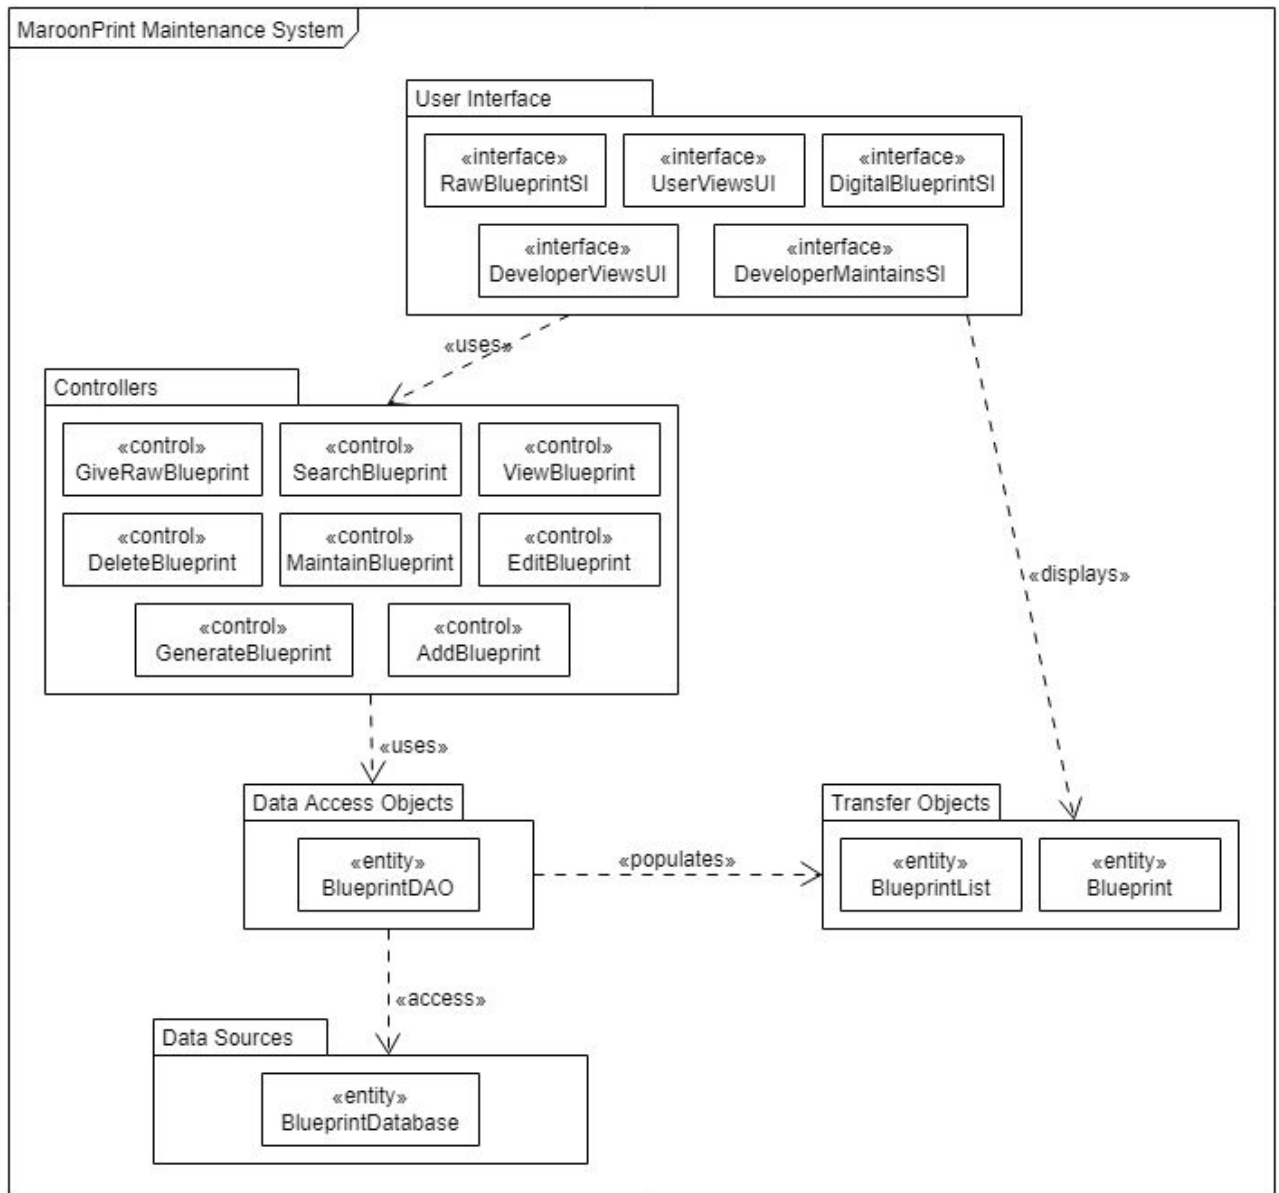 MaroonPrint Maintenance System
User Interface
«interface»
RawBlueprintSI
«interface»
UserViewsUI
«interface»
DigitalBlueprintSI
«interface»
DeveloperViewsUI
«interface»
DeveloperMaintainsSI
«uses»
Controllers
«control»
GiveRawBlueprint
«control»
SearchBlueprint
«control»
ViewBlueprint
«control»
DeleteBlueprint
«control»
MaintainBlueprint
«control»
EditBlueprint
«displays»
«control»
GenerateBlueprint
«control»
AddBlueprint
«uses»
Data Access Objects
«entity»
BlueprintDAO
«populates»
Transfer Objects
«entity»
BlueprintList
«entity»
Blueprint
«access»
Data Sources
«entity»
BlueprintDatabase